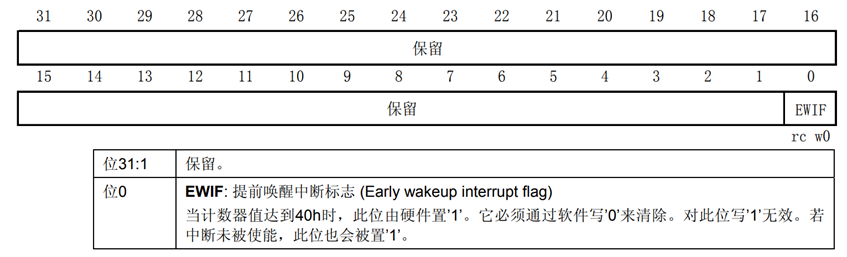 31 30 29 28 27 26 25 24 23 22 21 20 19 18 17 16
保留
15 14 13 12 11 10 9 8 7 6 5 4 3 2 1 0
保留 EWIF
rc w0
位31:1 保留。
位0 EWIF: 提前唤醒中断标志 (Early wakeup interrupt flag)
当计数器值达到40h时，此位由硬件置’1’。它必须通过软件写’0’来清除。对此位写’1’无效。若
中断未被使能，此位也会被置’1’。